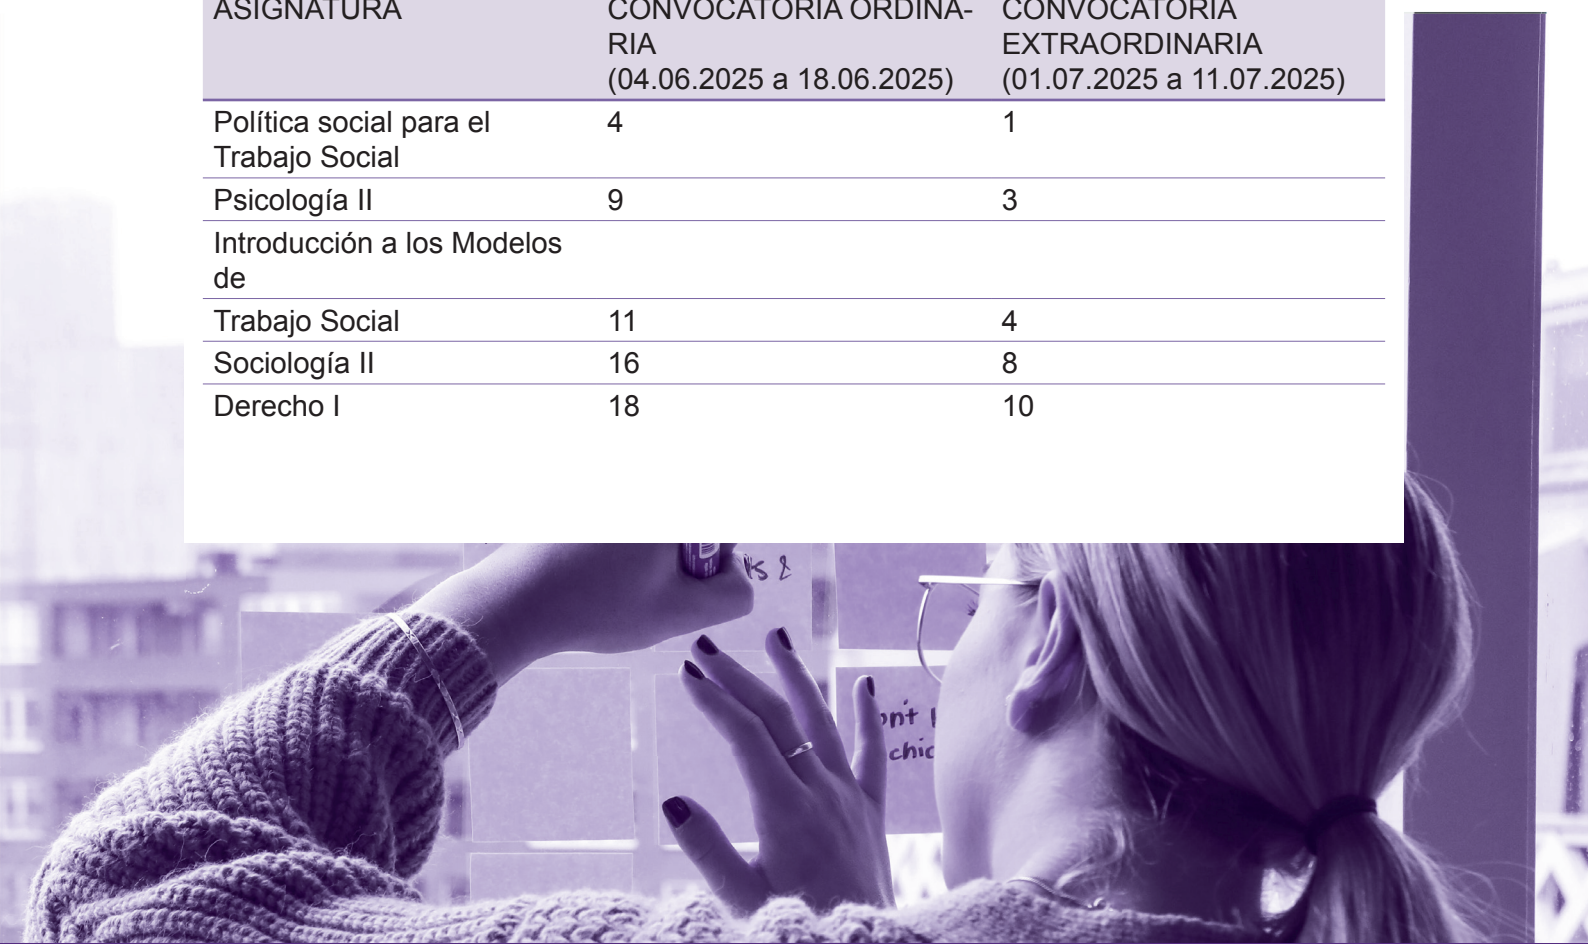 ASIGNATURA CONVOCATORIA ORDINA- CONVOCATORIA
RIA EXTRAORDINARIA
(04.06.2025 a 18.06.2025) (01.07.2025 a 11.07.2025)
Política social para el 4 1
Trabajo Social
Psicología II 9 3
Introducción a los Modelos
de
Trabajo Social 11 4
Sociología II 16 8
Derecho I 18 10
&